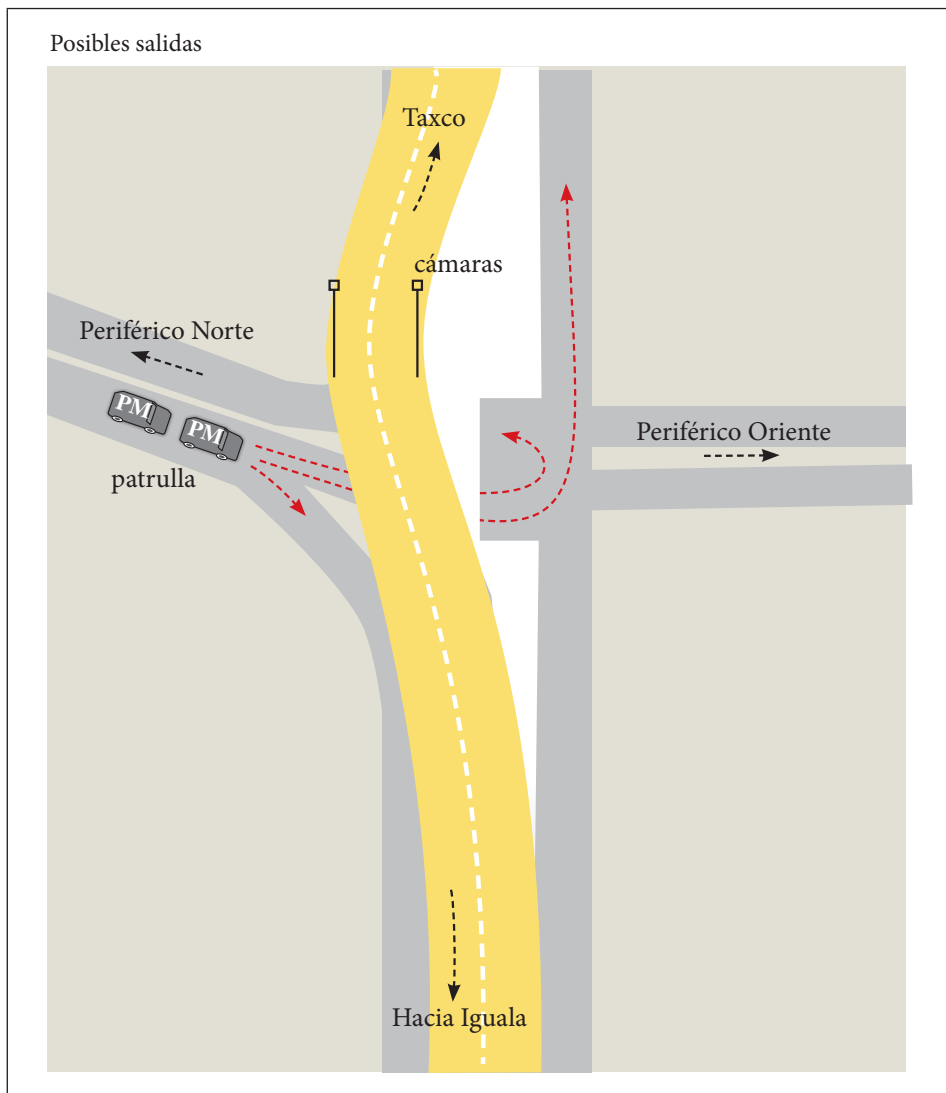 Posibles salidas
Taxco
cámaras
Periférico Norte
Periférico Oriente
PM
PM
patrulla
Hacia Iguala